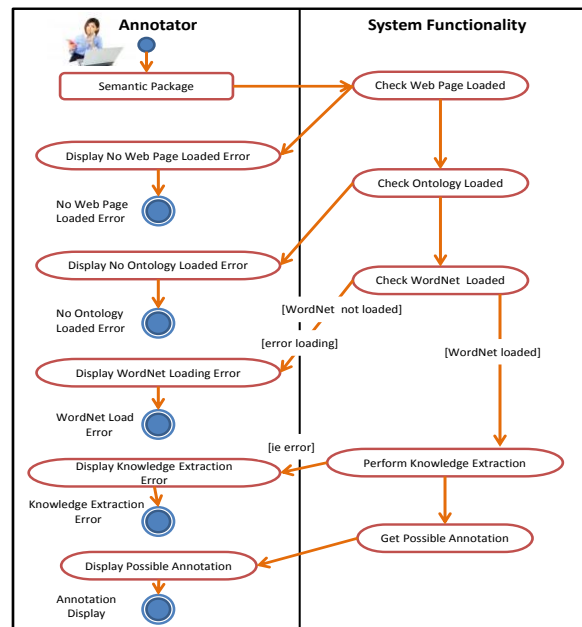 Annotator
System Functionality
Semantic Package
Check Web Page Loaded
Display No Web Page Loaded Error
No Web Page
Loaded Error
Check Ontology Loaded
Display No Ontology Loaded Error
No Ontology
Loaded Error
Check WordNet Loaded
[WordNet not loaded]
[error loading]
[WordNet loaded]
Display WordNet Loading Error
WordNet Load
Error
[ie error]
Display Knowledge Extraction
Error
Perform Knowledge Extraction
Knowledge Extraction
Error
Get Possible Annotation
Display Possible Annotation
Annotation
Display